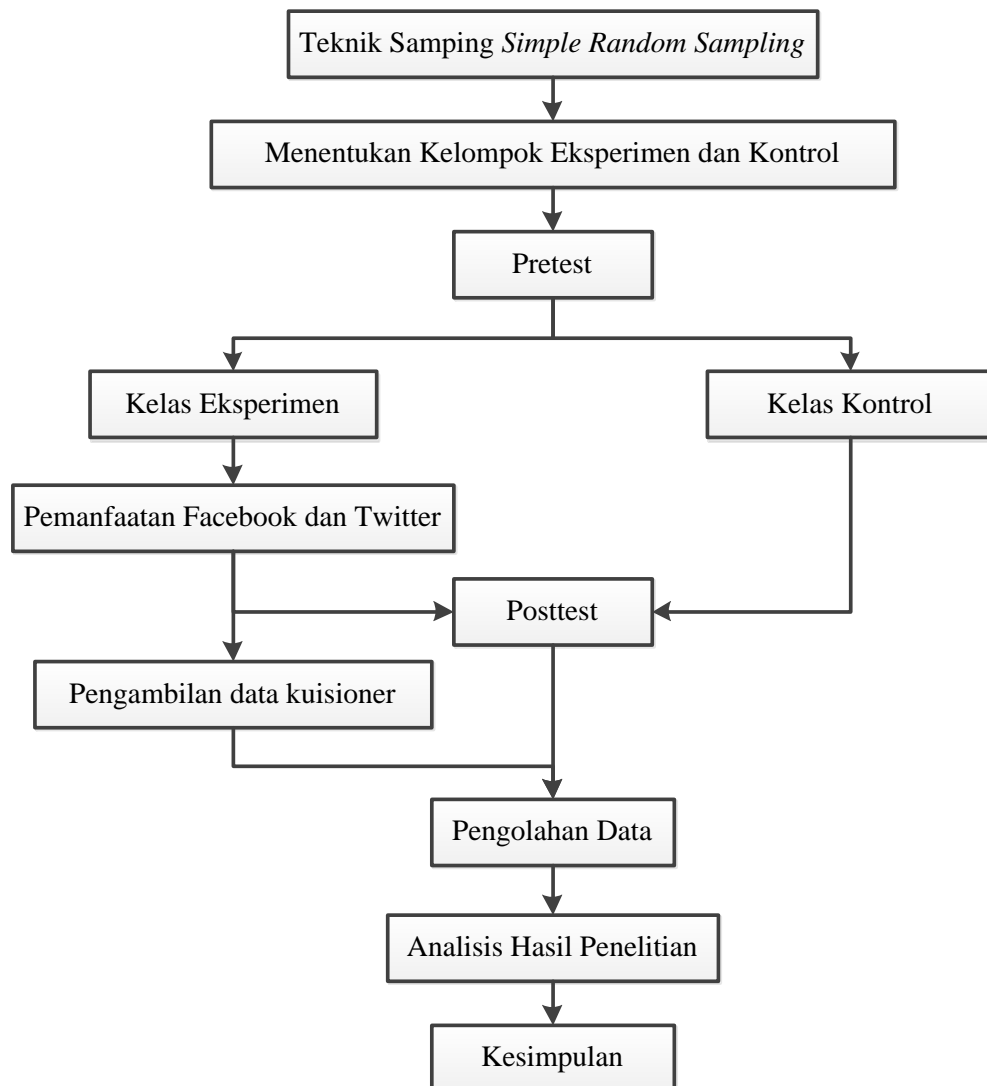 Teknik Samping Simple Random Sampling
Menentukan Kelompok Eksperimen dan Kontrol
Pretest
Kelas Eksperimen
Kelas Kontrol
Pemanfaatan Facebook dan Twitter
Posttest
Pengambilan data kuisioner
Pengolahan Data
Analisis Hasil Penelitian
Kesimpulan